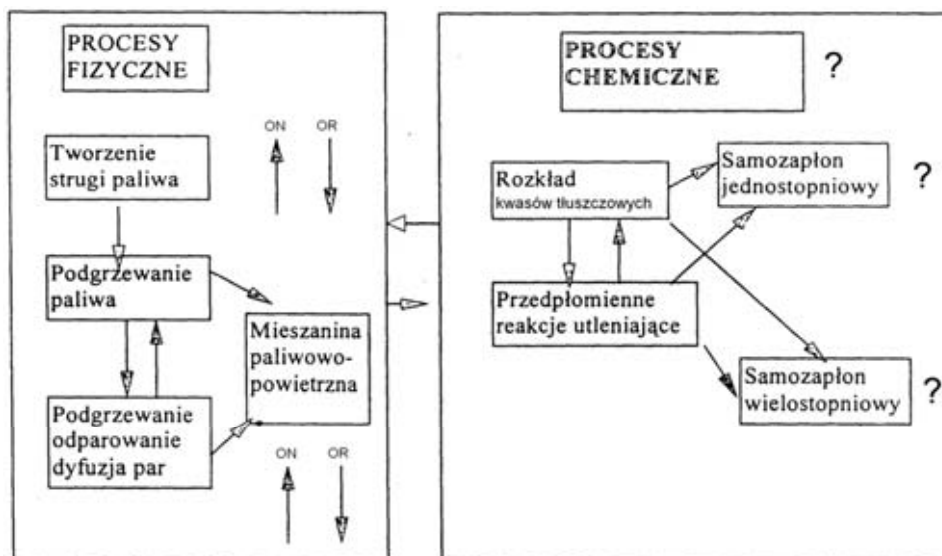 PROCESY
FIZYCZNE
ON OR
Tworzenie
strugi paliwa
Podgrzewanie
paliwa
Mieszanina
paliwowo-
powietrzna
Podgrzewanie
odparowanie
dyfuzja par
ON OR
PROCESY
CHEMICZNE
?
Rozkład
kwasów tłuszczowych
Samozapłon
jednostopniowy
?
Przedpłomienne
reakcje utleniające
Samozapłon
wielostopniowy
?